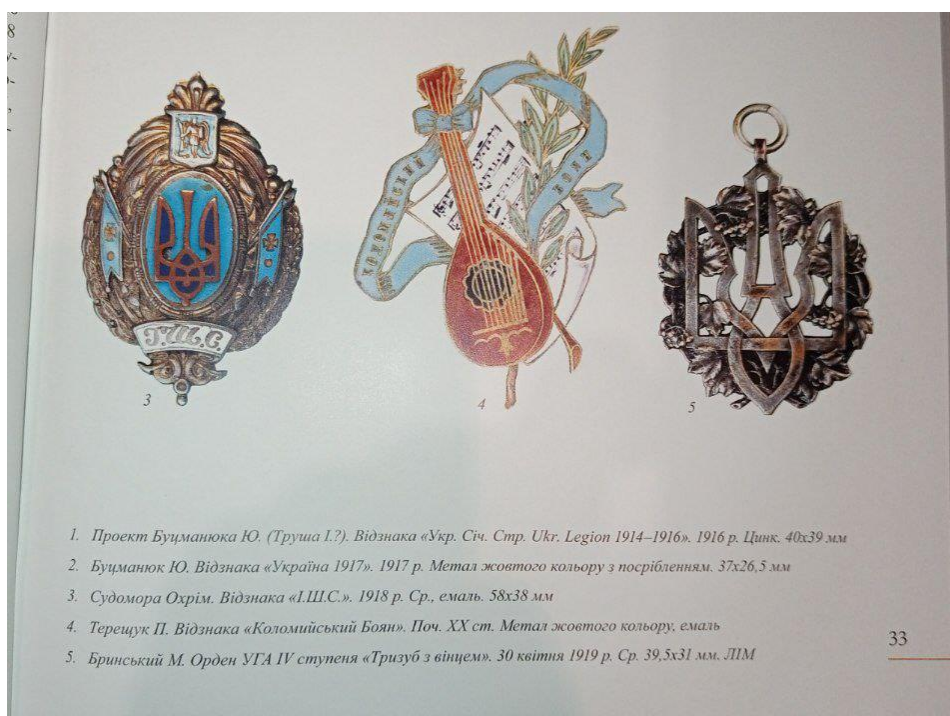 8
І.Ш.С.
КОЛОМИЙСКИЙ
БОЯН
3
4
5
1. Проект Буцманюка Ю. (Труша І.?). Відзнака «Укр. Січ. Стр. Ukr. Legion 1914–1916». 1916 р. Цинк. 40х39 мм
2. Буцманюк Ю. Відзнака «Україна 1917». 1917 р. Метал жовтого кольору з посрібленням. 37х26,5 мм
3. Судомора Охрім. Відзнака «І.Ш.С.». 1918 р. Ср., емаль. 58х38 мм
4. Терещук П. Відзнака «Коломийський Боян». Поч. ХХ ст. Метал жовтого кольору, емаль
5. Бринський М. Орден УГА IV ступеня «Тризуб з вінцем». 30 квітня 1919 р. Ср. 39,5х31 мм. ЛІМ
33